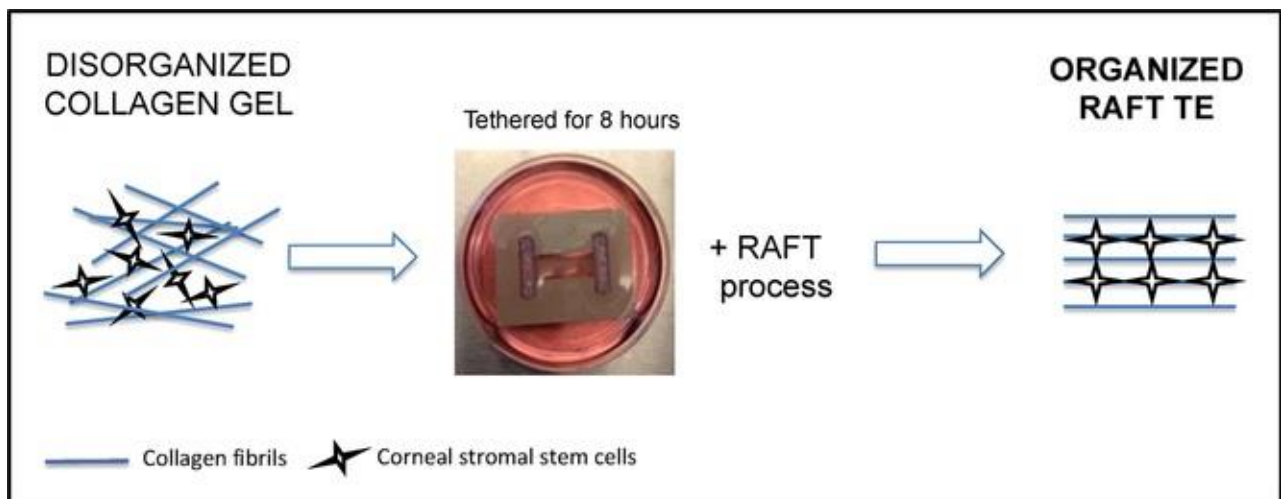 DISORGANIZED
COLLAGEN GEL
Tethered for 8 hours
+ RAFT
process
ORGANIZED
RAFT TE
Collagen fibrils
Corneal stromal stem cells